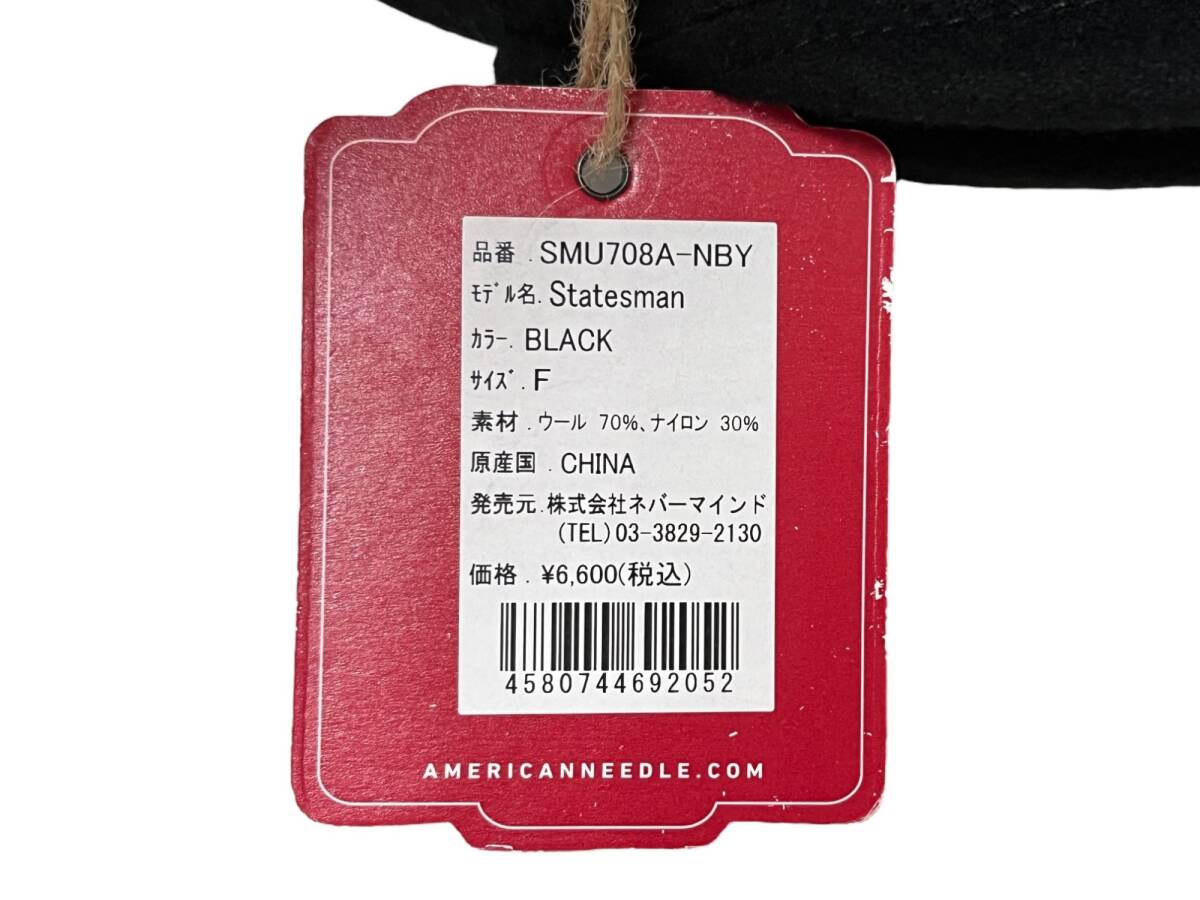 品番 . SMU708A-NBY
ﾓﾃﾞﾙ名. Statesman
ｶﾗｰ. BLACK
ｻｲｽﾞ. F
素材 . ウール 70%、ナイロン 30%
原産国 . CHINA
発売元.株式会社ネバーマインド
(TEL)03-3829-2130
価格 . ¥6,600(税込)
4580744692052
AMERICANNEEDLE.COM